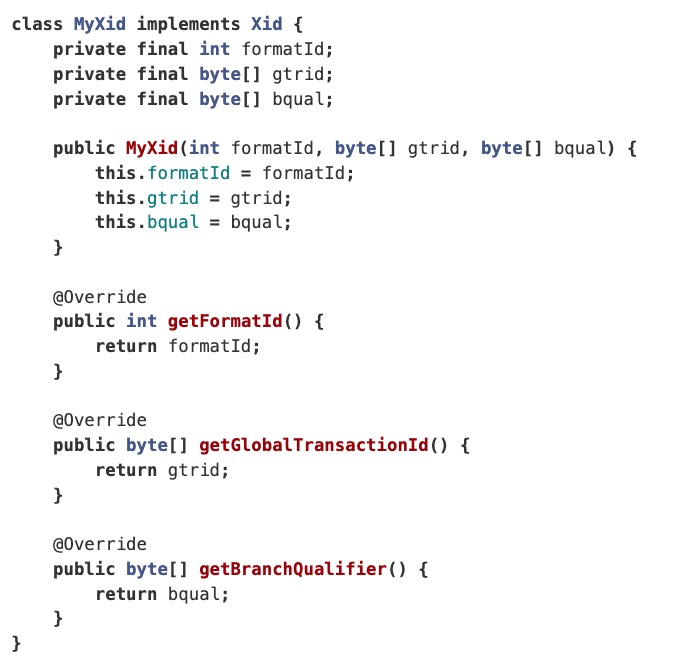 class MyXid implements Xid {
    private final int formatId;
    private final byte[] gtrid;
    private final byte[] bqual;

    public MyXid(int formatId, byte[] gtrid, byte[] bqual) {
        this.formatId = formatId;
        this.gtrid = gtrid;
        this.bqual = bqual;
    }

    @Override
    public int getFormatId() {
        return formatId;
    }

    @Override
    public byte[] getGlobalTransactionId() {
        return gtrid;
    }

    @Override
    public byte[] getBranchQualifier() {
        return bqual;
    }
}